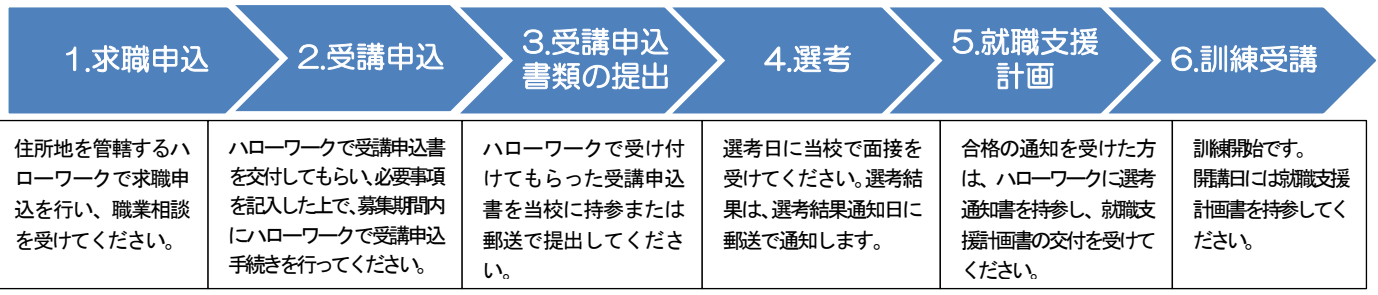 1.求職申込
2.受講申込
3.受講申込
書類の提出
4.選考
5.就職支援
計画
6.訓練受講
住所地を管轄するハ
ローワークで求職申
込を行い、職業相談
を受けてください。
ハローワークで受講申込書
を交付してもらい、必要事項
を記入した上で、募集期間内
にハローワークで受講申込
手続きを行ってください。
ハローワークで受け付
けてもらった受講申込
書を当校に持参または
郵送で提出してくださ
い。
選考日に当校で面接を
受けてください。選考結
果は、選考結果通知日に
郵送で通知します。
合格の通知を受けた方
は、ハローワークに選考
通知書を持参し、就職支
援計画書の交付を受けて
ください。
訓練開始です。
開講日には就職支援
計画書を持参してく
ださい。